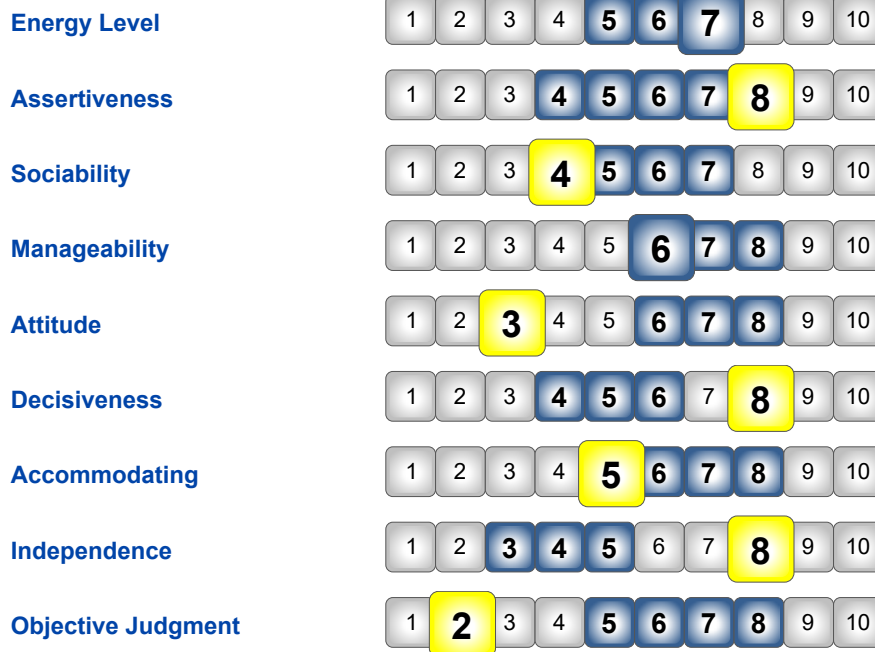 Energy Level 1 2 3 4 5 6 7 8 9 10
Assertiveness 1 2 3 4 5 6 7 8 9 10
Sociability 1 2 3 4 5 6 7 8 9 10
Manageability 1 2 3 4 5 6 7 8 9 10
Attitude 1 2 3 4 5 6 7 8 9 10
Decisiveness 1 2 3 4 5 6 7 8 9 10
Accommodating 1 2 3 4 5 6 7 8 9 10
Independence 1 2 3 4 5 6 7 8 9 10
Objective Judgment 1 2 3 4 5 6 7 8 9 10